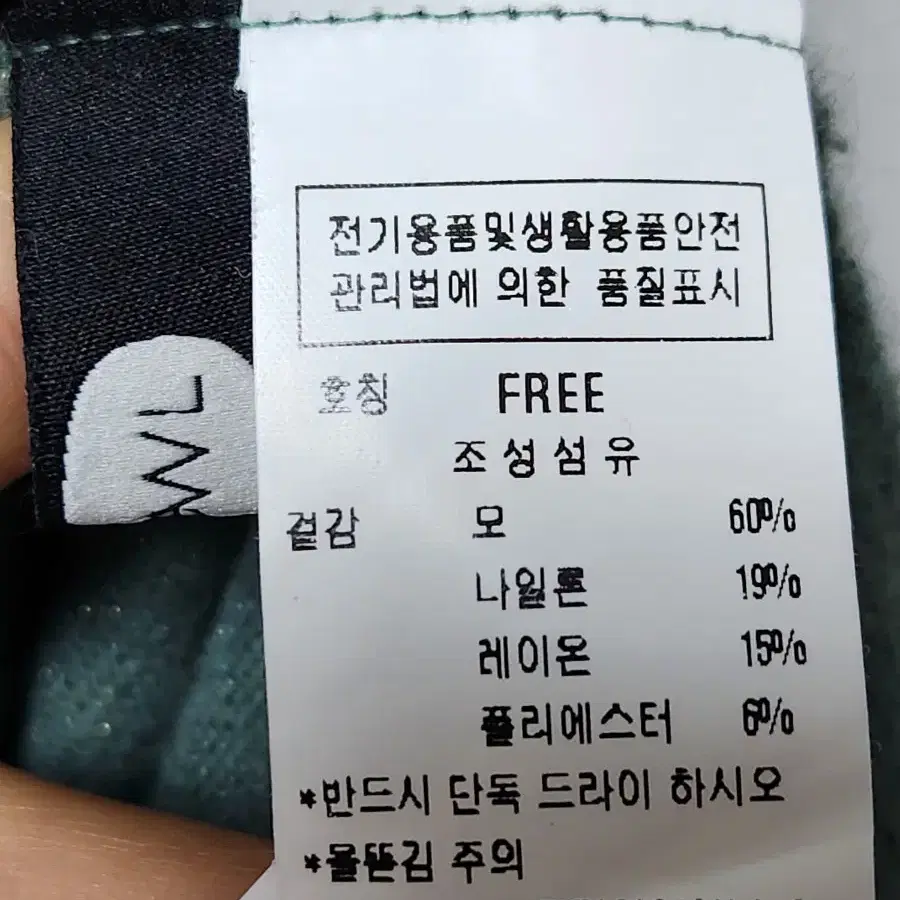 전기용품및생활용품안전
관리법에 의한 품질표시
호칭 FREE
조성섬유
겉감 모 60%
나일론 19%
레이온 15%
폴리에스터 6%
*반드시 단독 드라이 하시오
*물뜯김 주의
WL